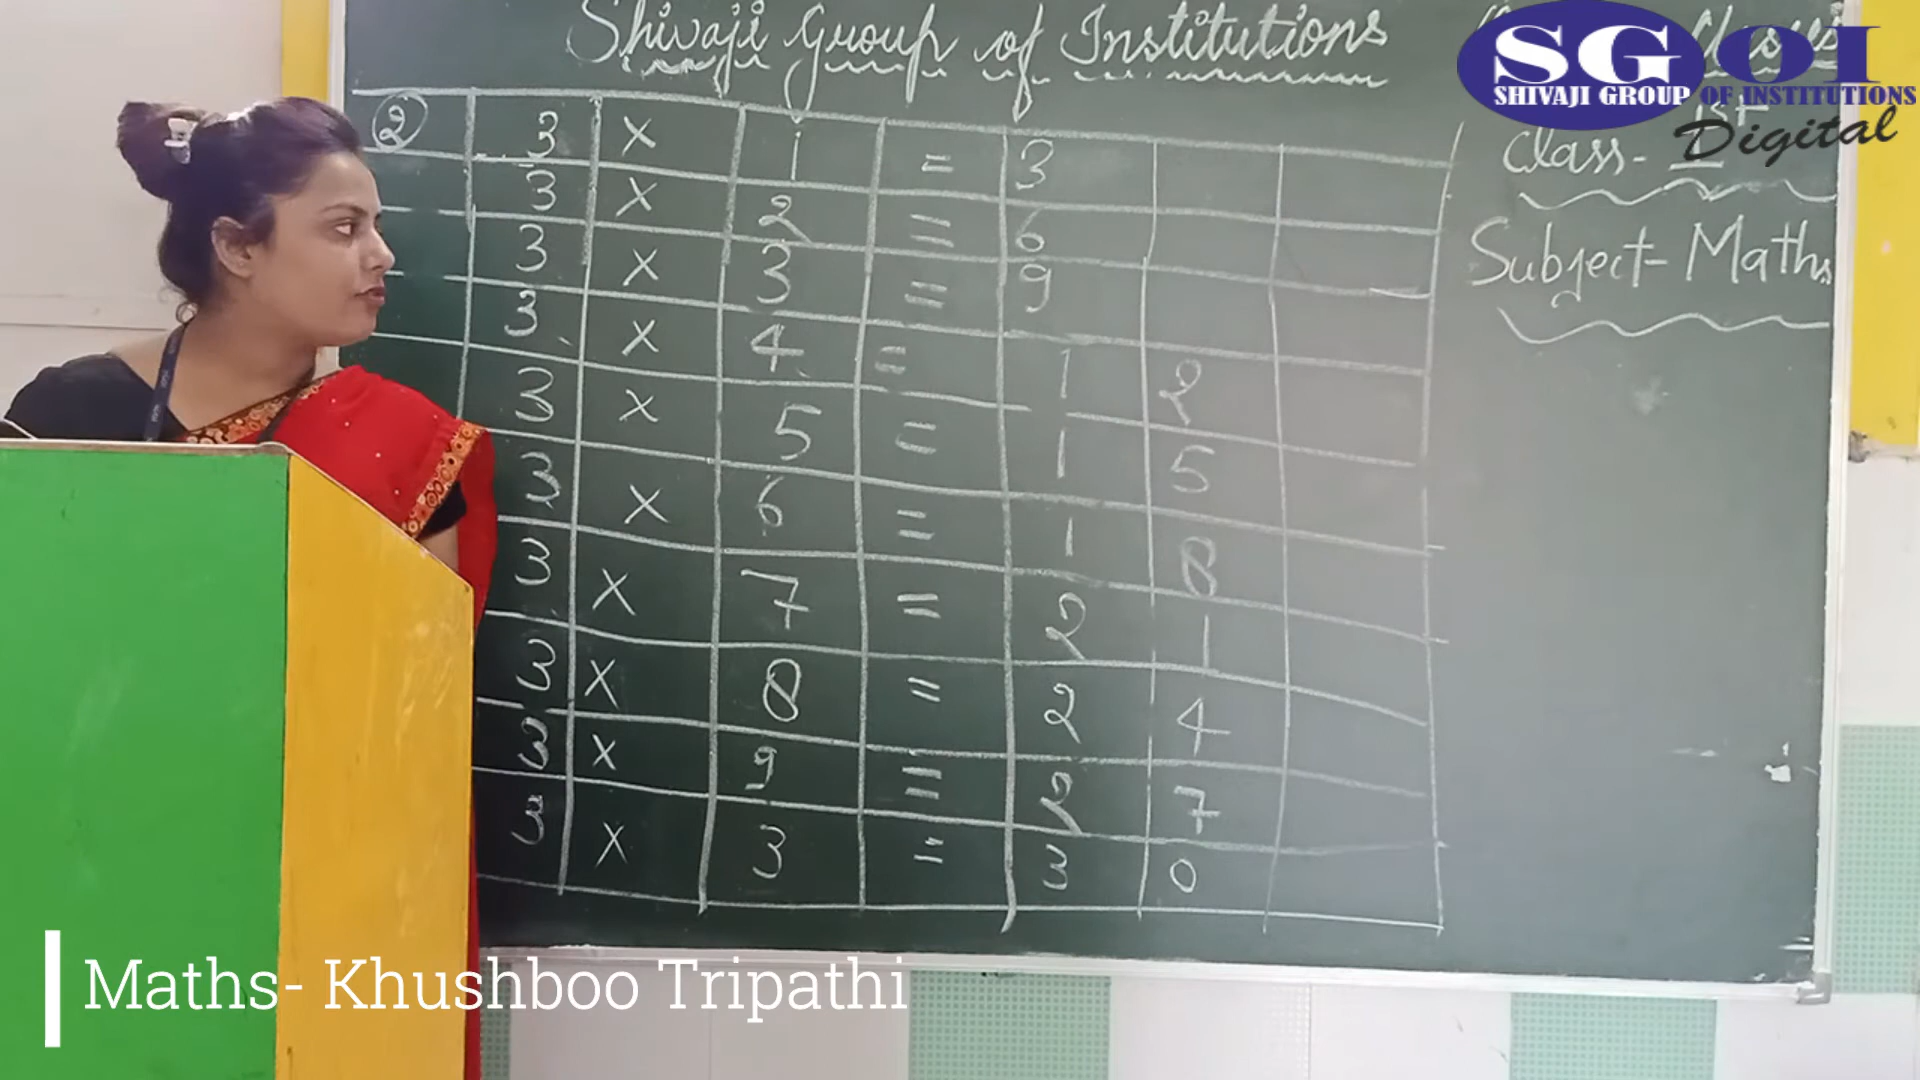 Shivaji Group of Institutions
Classes
SGOI
SHIVAJI GROUP OF INSTITUTIONS
Digital
Class- I
Subject- Maths
② 3 × 1 = 3
3 × 2 = 6
3 × 3 = 9
3 × 4 = 1 2
3 × 5 = 1 5
3 × 6 = 1 8
3 × 7 = 2 1
3 × 8 = 2 4
3 × 9 = 2 7
3 × 3 = 3 0
Maths- Khushboo Tripathi